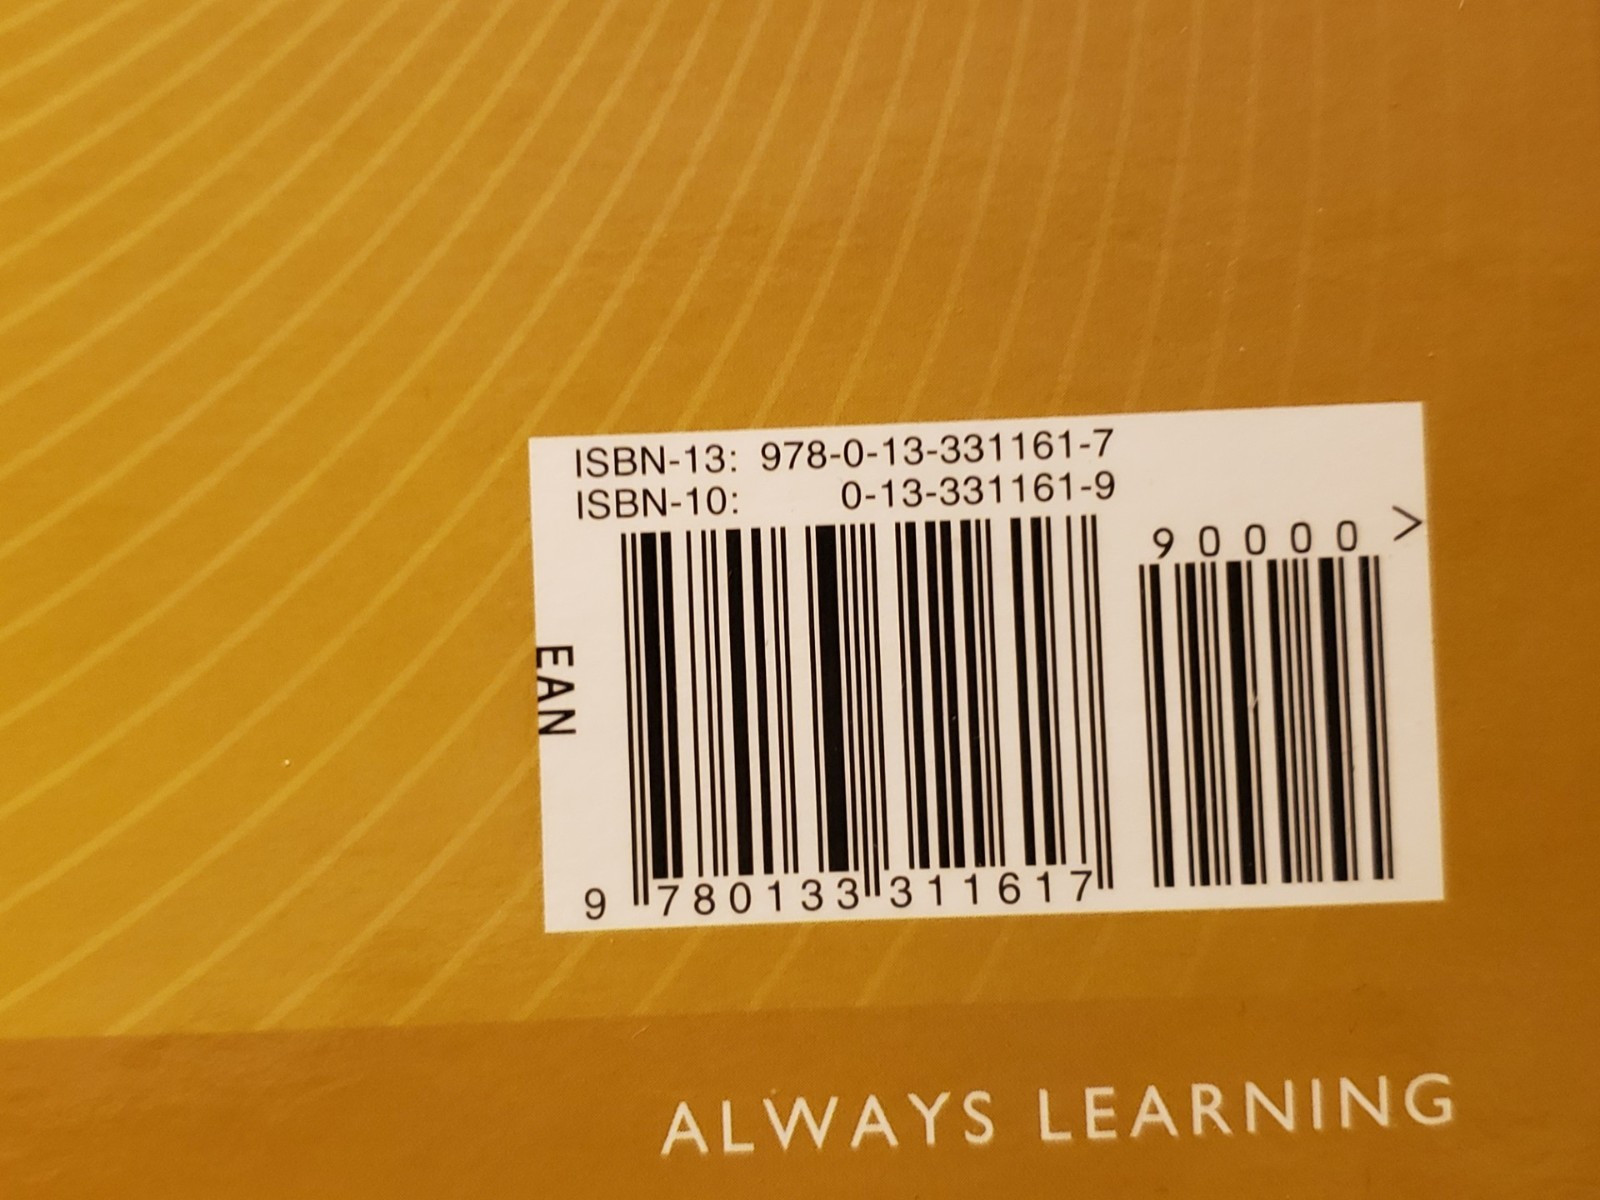 ISBN-13: 978-0-13-331161-7
ISBN-10: 0-13-331161-9
90000 >
EAN
9 780133 311617
ALWAYS LEARNING